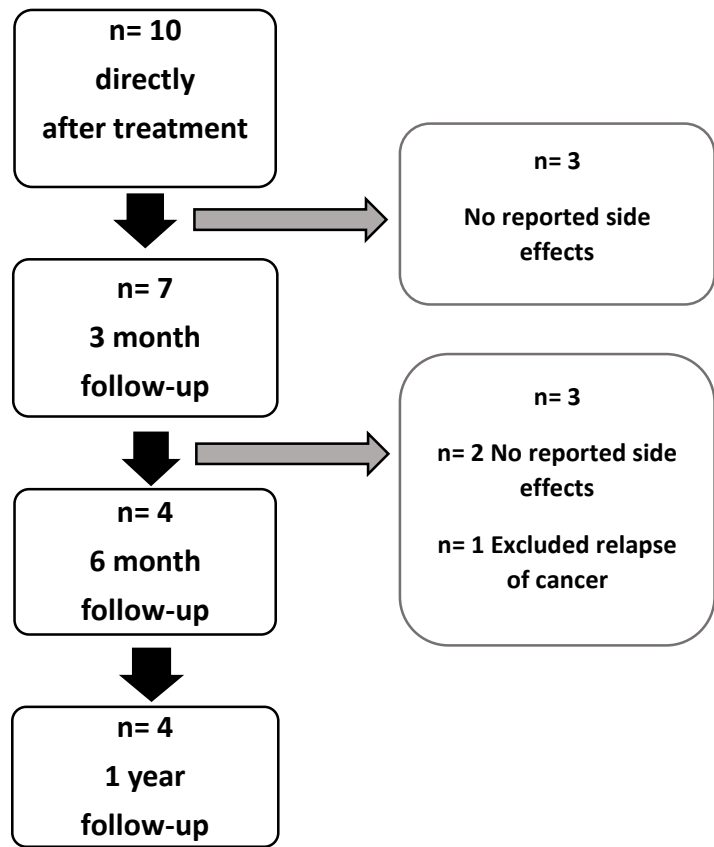 n= 10
directly
after treatment
n= 3
No reported side
effects
n= 7
3 month
follow-up
n= 3
n= 2 No reported side
effects
n= 1 Excluded relapse
of cancer
n= 4
6 month
follow-up
n= 4
1 year
follow-up